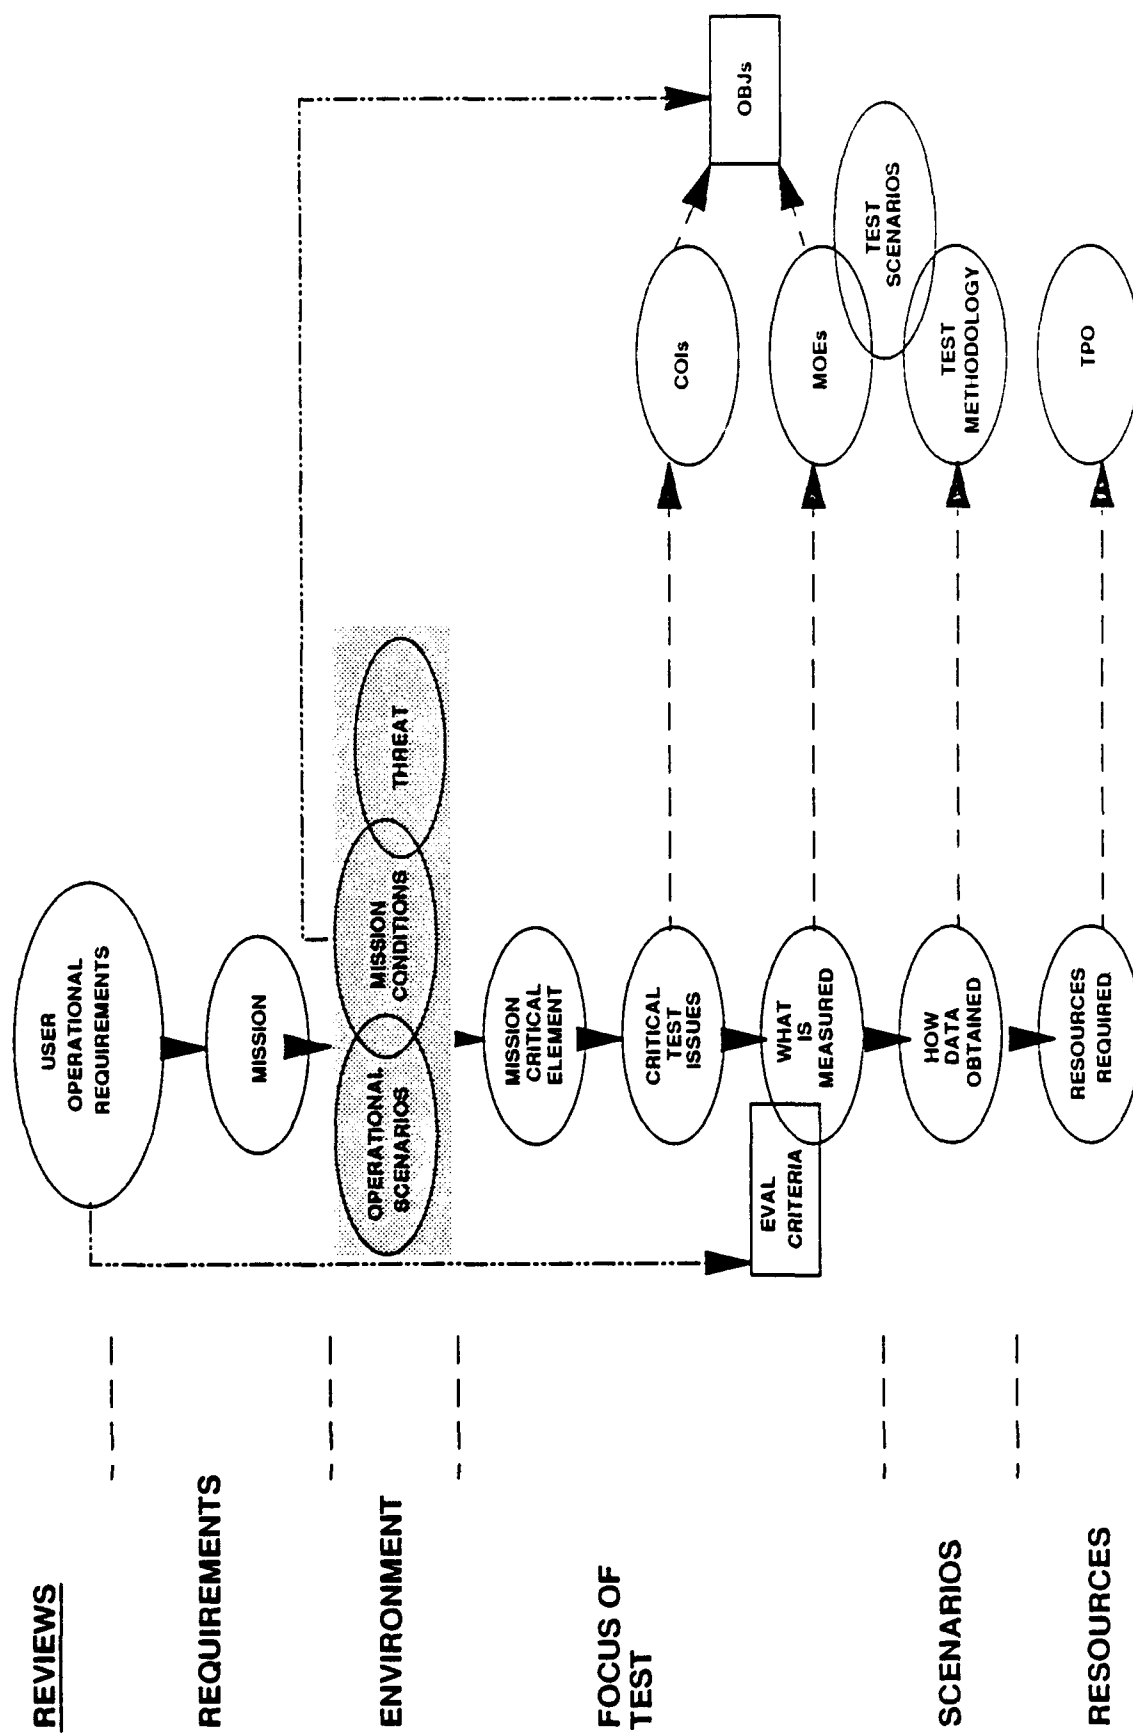 REVIEWS
REQUIREMENTS
ENVIRONMENT
FOCUS OF
TEST
SCENARIOS
RESOURCES
USER
OPERATIONAL
REQUIREMENTS
MISSION
OPERATIONAL
SCENARIOS
MISSION
CONDITIONS
THREAT
MISSION
CRITICAL
ELEMENT
CRITICAL
TEST
ISSUES
EVAL
CRITERIA
WHAT
IS
MEASURED
HOW
DATA
OBTAINED
RESOURCES
REQUIRED
COIs
MOEs
TEST
METHODOLOGY
TPO
TEST
SCENARIOS
OBJs